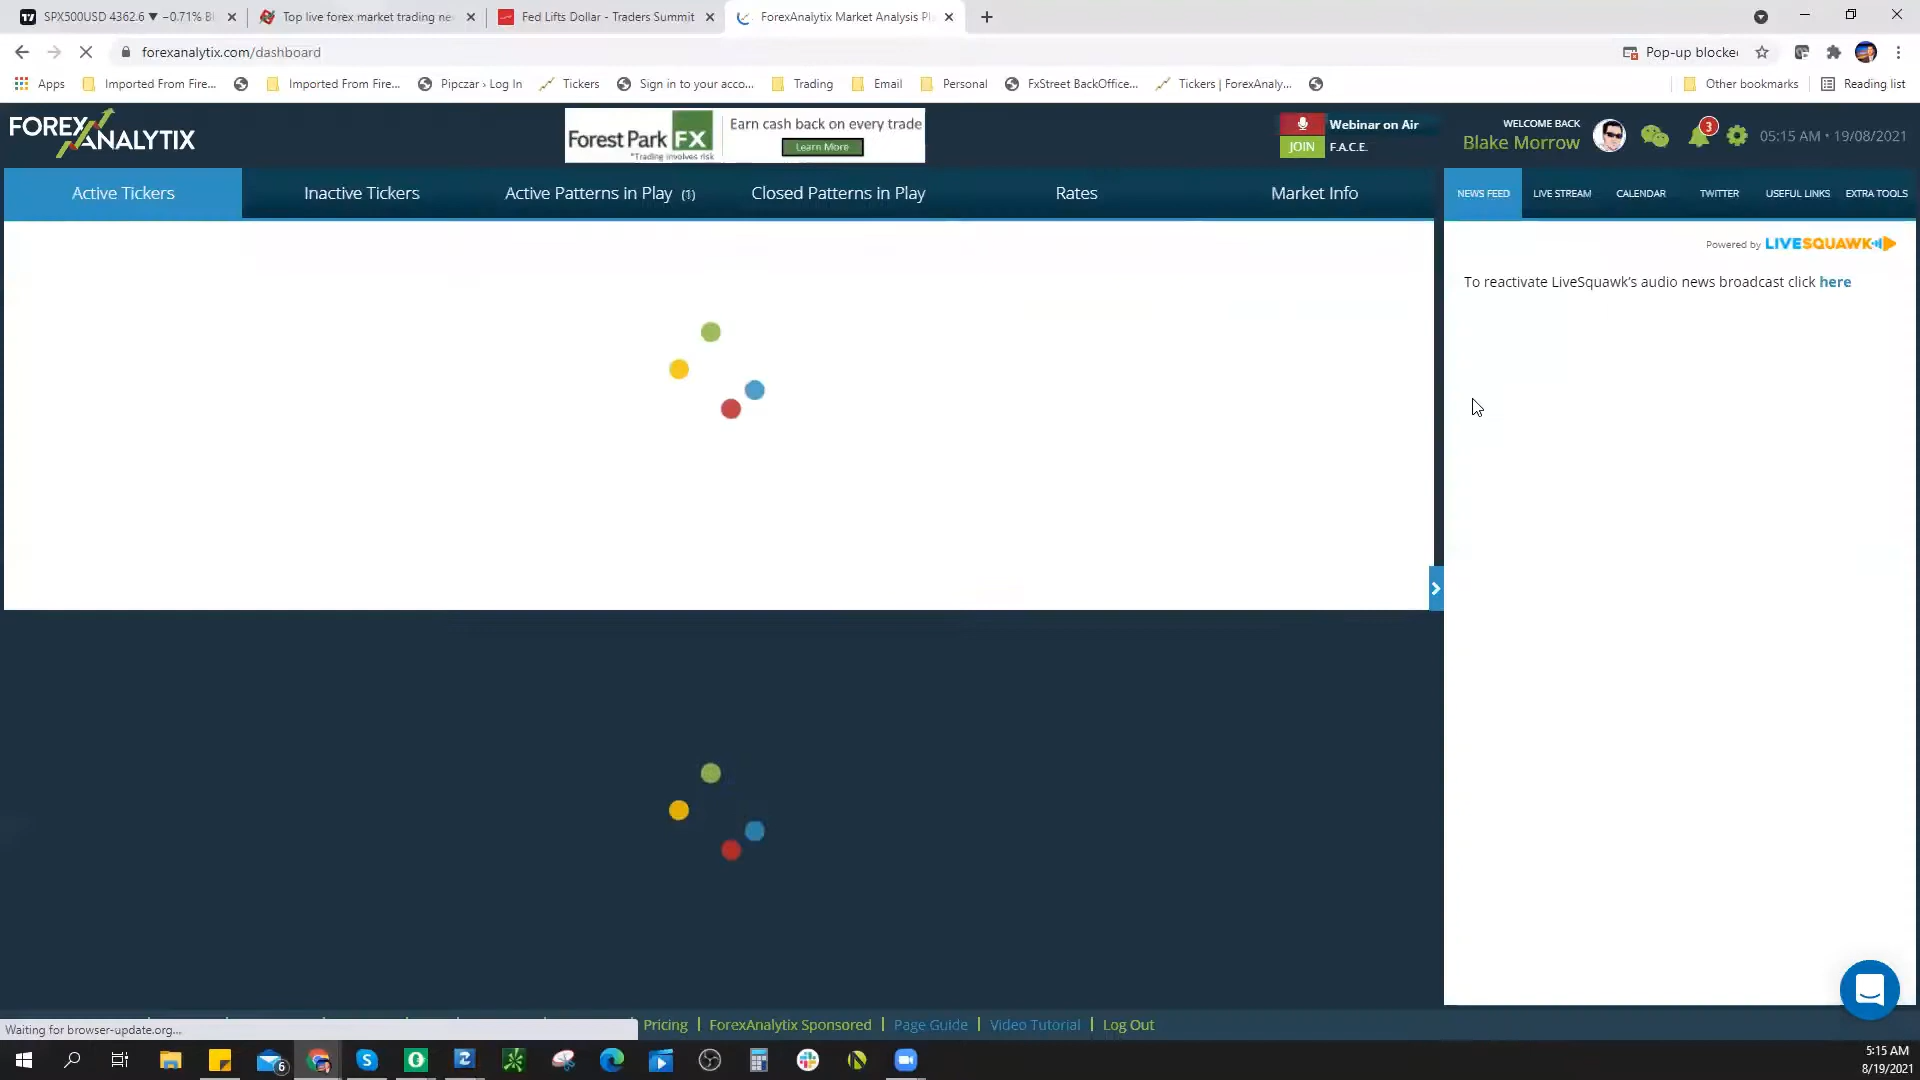 SPX500USD 4362.6 ▼ −0.71%
Top live forex market trading ne
Fed Lifts Dollar - Traders Summit
ForexAnalytix Market Analysis Pl
forexanalytix.com/dashboard
Pop-up blocked
Apps
Imported From Fire...
Imported From Fire...
Pipczar › Log In
Tickers
Sign in to your acco...
Trading
Email
Personal
FxStreet BackOffice...
Tickers | ForexAnaly...
Other bookmarks
Reading list
FOREX ANALYTIX
Forest Park FX
*Trading involves risk
Earn cash back on every trade
Learn More
Webinar on Air
JOIN F.A.C.E.
WELCOME BACK
Blake Morrow
3
05:15 AM • 19/08/2021
Active Tickers
Inactive Tickers
Active Patterns in Play (1)
Closed Patterns in Play
Rates
Market Info
NEWS FEED
LIVE STREAM
CALENDAR
TWITTER
USEFUL LINKS
EXTRA TOOLS
Powered by LIVESQUAWK
To reactivate LiveSquawk's audio news broadcast click here
Waiting for browser-update.org...
Pricing | ForexAnalytix Sponsored | Page Guide | Video Tutorial | Log Out
6
5:15 AM
8/19/2021